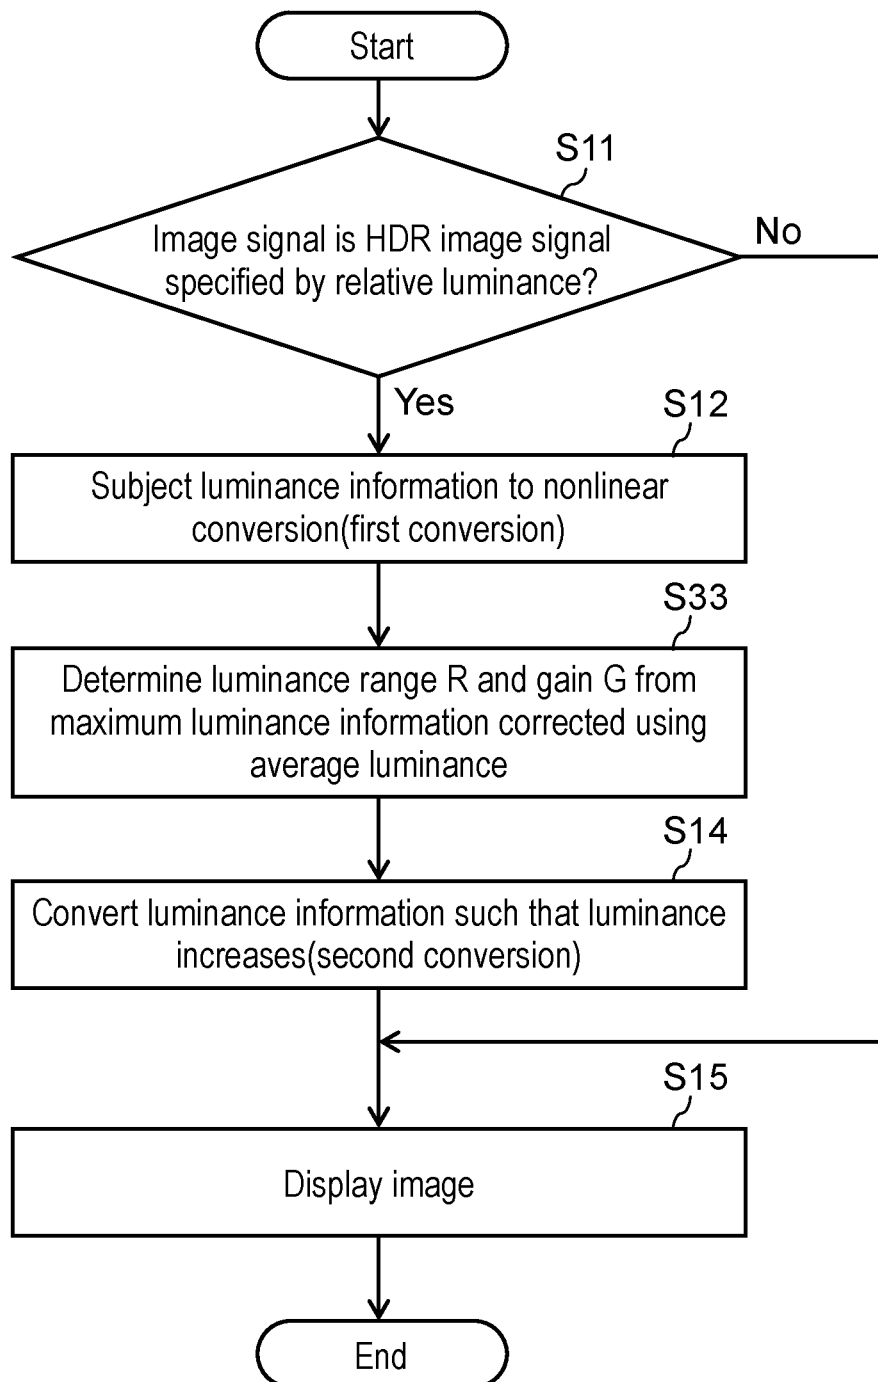 Start
S11
Image signal is HDR image signal
specified by relative luminance?
No
Yes
S12
Subject luminance information to nonlinear
conversion(first conversion)
S33
Determine luminance range R and gain G from
maximum luminance information corrected using
average luminance
S14
Convert luminance information such that luminance
increases(second conversion)
S15
Display image
End